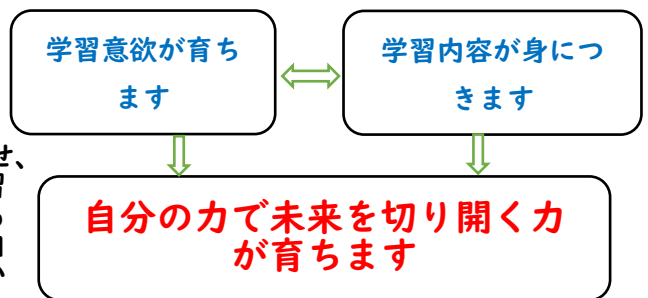 学習意欲が育ち
ます
学習内容が身につ
きます
せ、
自分の力で未来を切り開く力
が育ちます